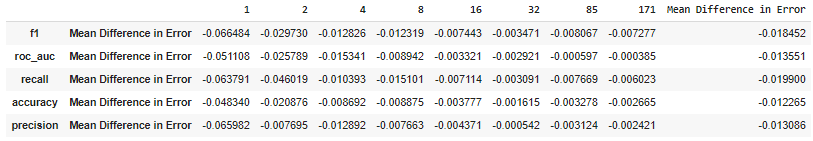 1 2 4 8 16 32 85 171 Mean Difference in Error
f1 Mean Difference in Error -0.066484 -0.029730 -0.012826 -0.012319 -0.007443 -0.003471 -0.008067 -0.007277 -0.018452
roc_auc Mean Difference in Error -0.051108 -0.025789 -0.015341 -0.008942 -0.003321 -0.002921 -0.000597 -0.000385 -0.013551
recall Mean Difference in Error -0.063791 -0.046019 -0.010393 -0.015101 -0.007114 -0.003091 -0.007669 -0.006023 -0.019900
accuracy Mean Difference in Error -0.048340 -0.020876 -0.008692 -0.008875 -0.003777 -0.001615 -0.003278 -0.002665 -0.012265
precision Mean Difference in Error -0.065982 -0.007695 -0.012892 -0.007663 -0.004371 -0.000542 -0.003124 -0.002421 -0.013086